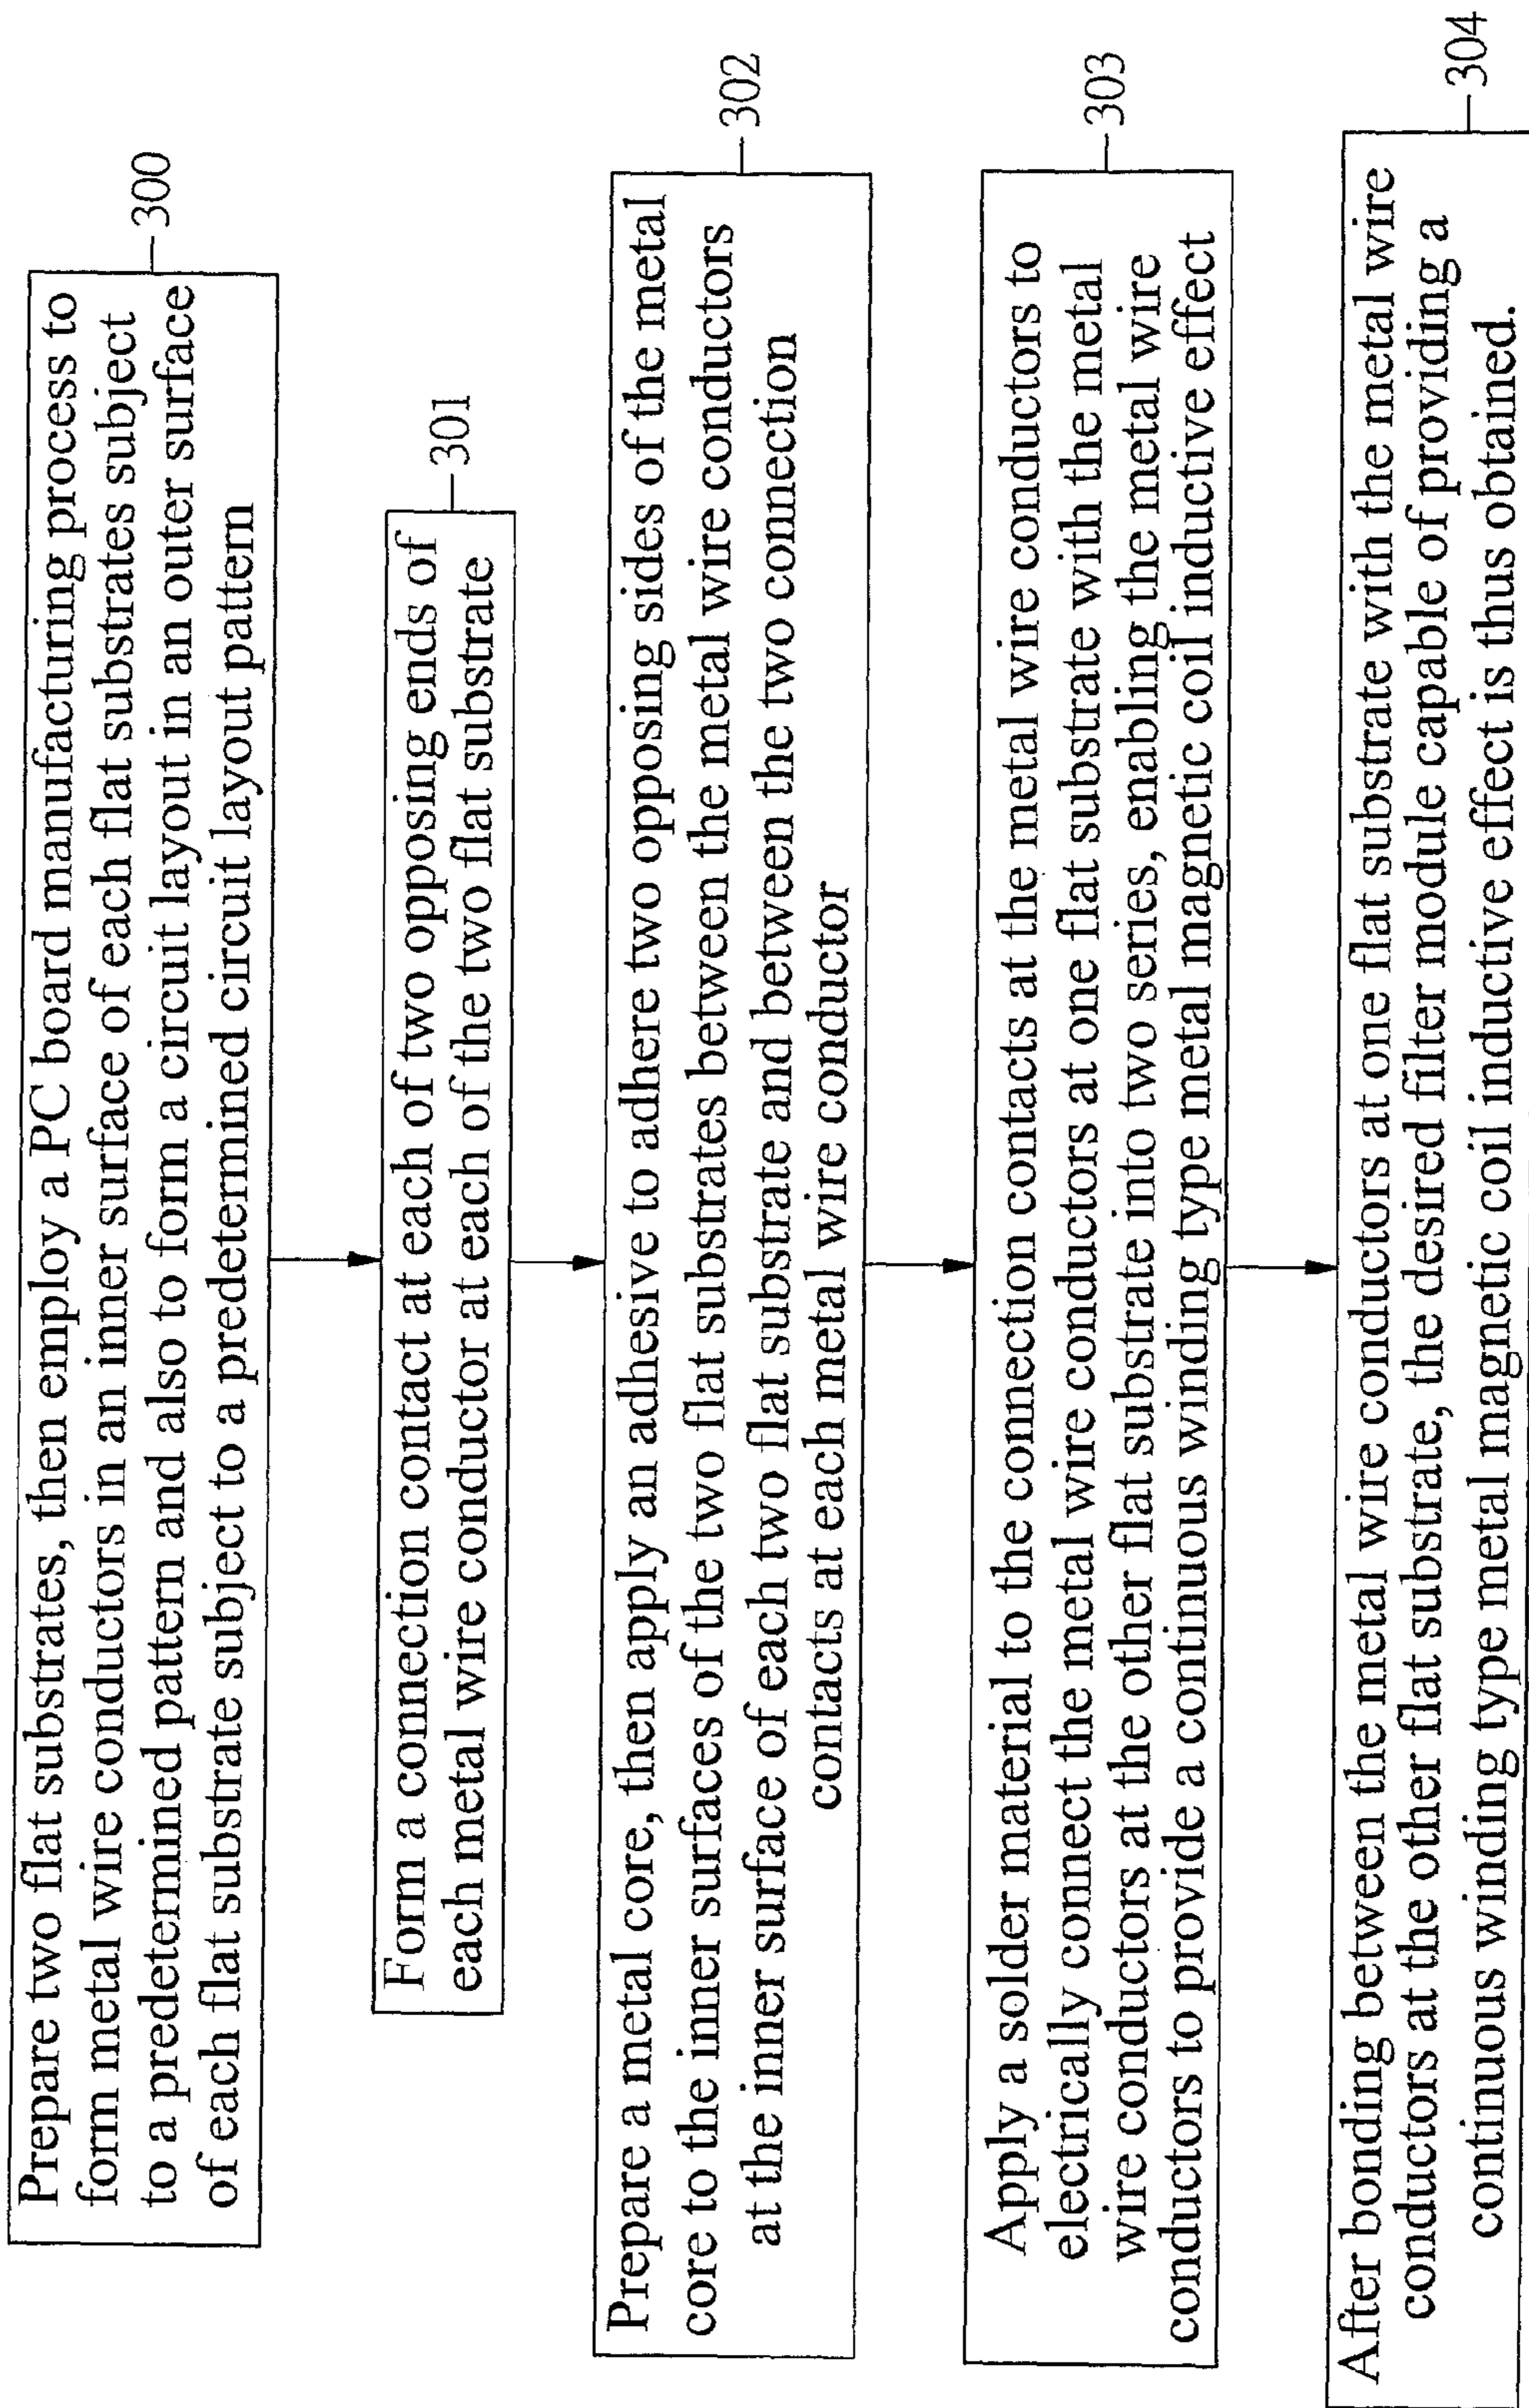 Prepare two flat substrates, then employ a PC board manufacturing process to
form metal wire conductors in an inner surface of each flat substrates subject
to a predetermined pattern and also to form a circuit layout in an outer surface
of each flat substrate subject to a predetermined circuit layout pattern
300
Form a connection contact at each of two opposing ends of
each metal wire conductor at each of the two flat substrate
301
Prepare a metal core, then apply an adhesive to adhere two opposing sides of the metal
core to the inner surfaces of the two flat substrates between the metal wire conductors
at the inner surface of each two flat substrate and between the two connection
contacts at each metal wire conductor
302
Apply a solder material to the connection contacts at the metal wire conductors to
electrically connect the metal wire conductors at one flat substrate with the metal
wire conductors at the other flat substrate into two series, enabling the metal wire
conductors to provide a continuous winding type metal magnetic coil inductive effect
303
After bonding between the metal wire conductors at one flat substrate with the metal wire
conductors at the other flat substrate, the desired filter module capable of providing a
continuous winding type metal magnetic coil inductive effect is thus obtained.
304